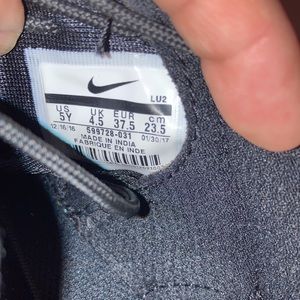 LU2
US UK EUR cm
5Y 4.5 37.5 23.5
12/16/16 599728-031 01/30/17
MADE IN INDIA
FABRIQUE EN INDE